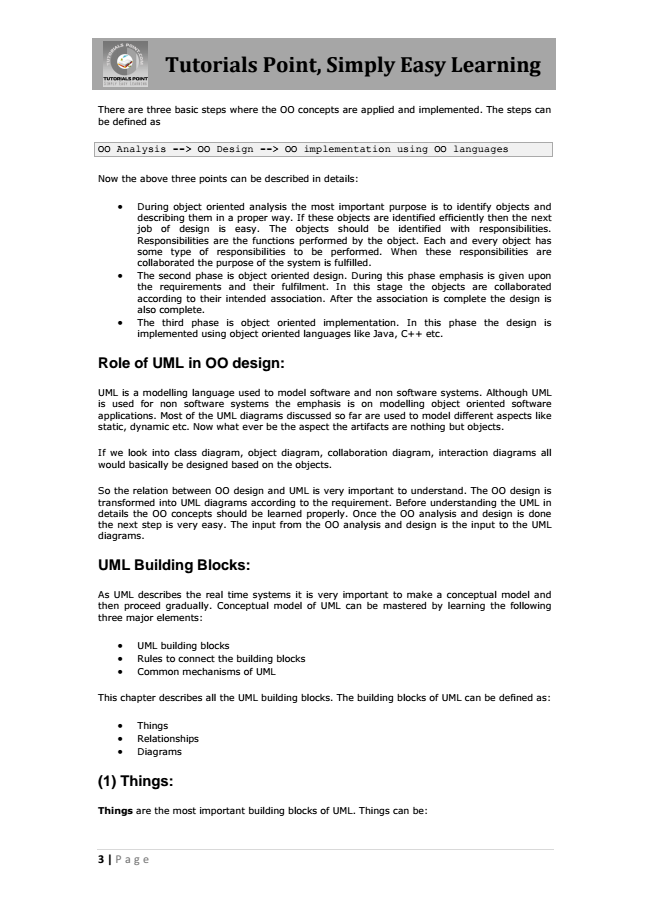 TUTORIALS POINT
Tutorials Point, Simply Easy Learning
There are three basic steps where the OO concepts are applied and implemented. The steps can
be defined as
OO Analysis --> OO Design --> OO implementation using OO languages
Now the above three points can be described in details:
• During object oriented analysis the most important purpose is to identify objects and
describing them in a proper way. If these objects are identified efficiently then the next
job of design is easy. The objects should be identified with responsibilities.
Responsibilities are the functions performed by the object. Each and every object has
some type of responsibilities to be performed. When these responsibilities are
collaborated the purpose of the system is fulfilled.
• The second phase is object oriented design. During this phase emphasis is given upon
the requirements and their fulfilment. In this stage the objects are collaborated
according to their intended association. After the association is complete the design is
also complete.
• The third phase is object oriented implementation. In this phase the design is
implemented using object oriented languages like Java, C++ etc.
Role of UML in OO design:
UML is a modelling language used to model software and non software systems. Although UML
is used for non software systems the emphasis is on modelling object oriented software
applications. Most of the UML diagrams discussed so far are used to model different aspects like
static, dynamic etc. Now what ever be the aspect the artifacts are nothing but objects.
If we look into class diagram, object diagram, collaboration diagram, interaction diagrams all
would basically be designed based on the objects.
So the relation between OO design and UML is very important to understand. The OO design is
transformed into UML diagrams according to the requirement. Before understanding the UML in
details the OO concepts should be learned properly. Once the OO analysis and design is done
the next step is very easy. The input from the OO analysis and design is the input to the UML
diagrams.
UML Building Blocks:
As UML describes the real time systems it is very important to make a conceptual model and
then proceed gradually. Conceptual model of UML can be mastered by learning the following
three major elements:
• UML building blocks
• Rules to connect the building blocks
• Common mechanisms of UML
This chapter describes all the UML building blocks. The building blocks of UML can be defined as:
• Things
• Relationships
• Diagrams
(1) Things:
Things are the most important building blocks of UML. Things can be:
3 | Page